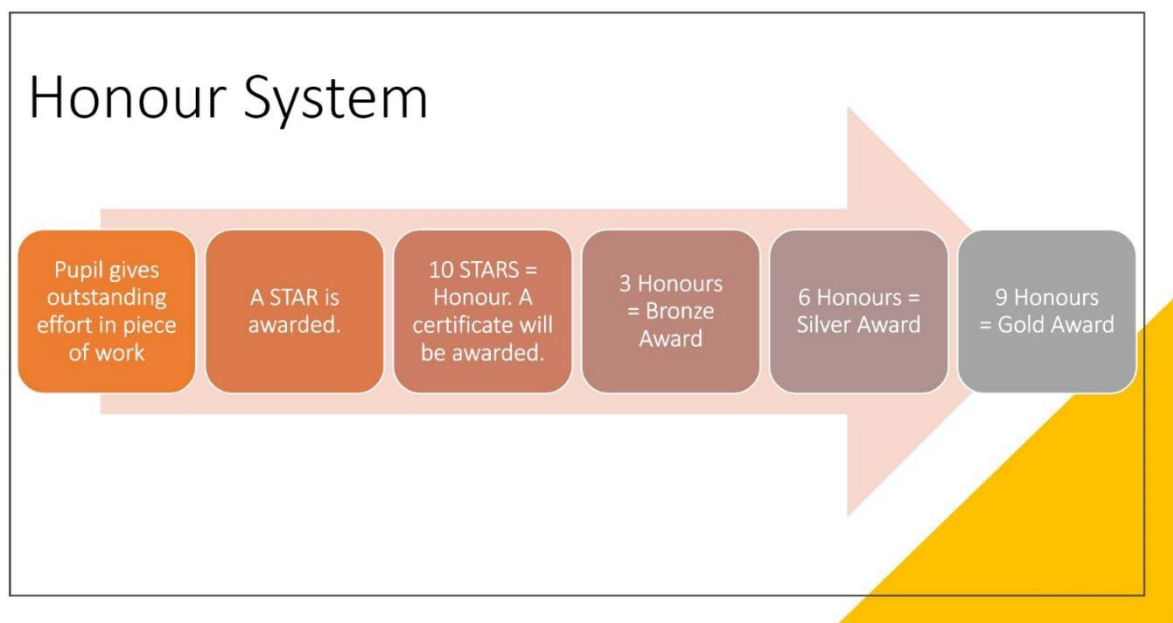 Honour System
Pupil gives
outstanding
effort in piece
of work
A STAR is
awarded.
10 STARS =
Honour. A
certificate will
be awarded.
3 Honours
= Bronze
Award
6 Honours =
Silver Award
9 Honours
= Gold Award